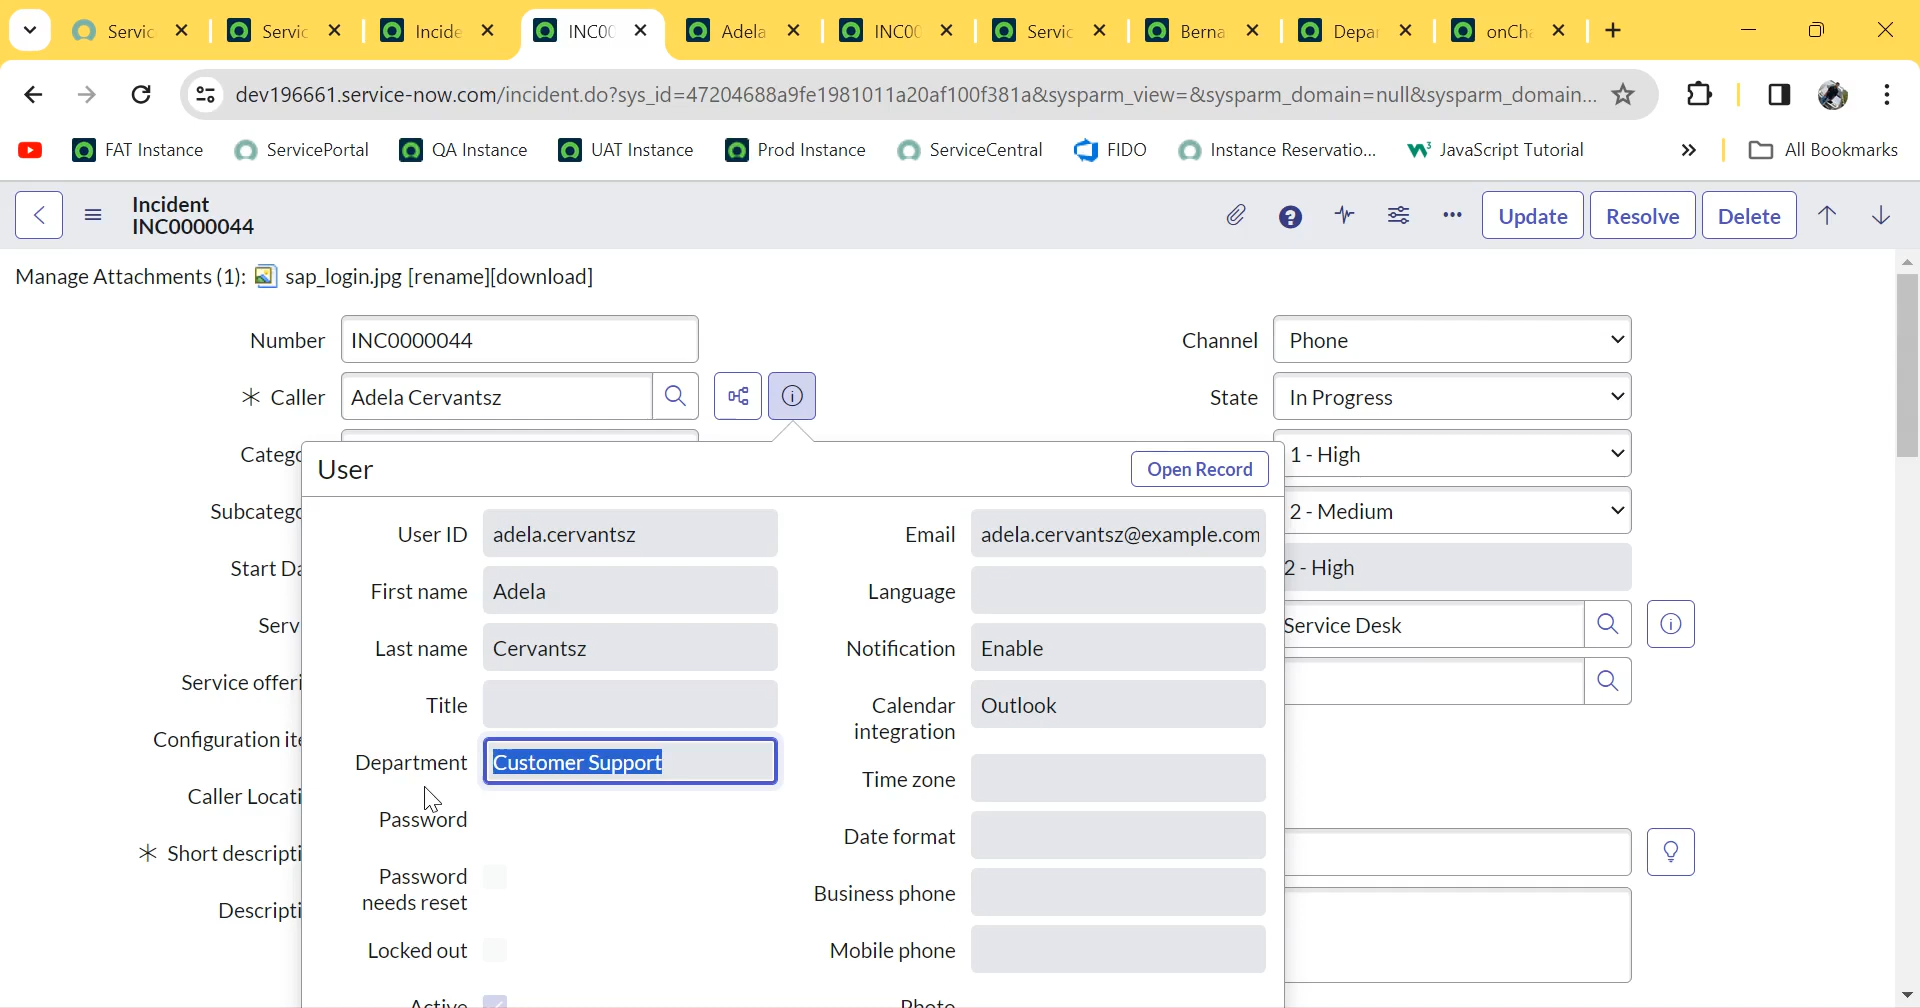 Servic
Servic
Incide
INC00
Adela
INC00
Servic
Berna
Depar
onCha
dev196661.service-now.com/incident.do?sys_id=47204688a9fe1981011a20af100f381a&sysparm_view=&sysparm_domain=null&sysparm_domain...
FAT Instance
ServicePortal
QA Instance
UAT Instance
Prod Instance
ServiceCentral
FIDO
Instance Reservatio...
JavaScript Tutorial
»
All Bookmarks
Incident
INC0000044
Update
Resolve
Delete
Manage Attachments (1): sap_login.jpg [rename][download]
Number INC0000044
Channel Phone
* Caller Adela Cervantsz
State In Progress
Catego
1 - High
User
Open Record
Subcatego
2 - Medium
User ID adela.cervantsz
Email adela.cervantsz@example.com
Start Da
2 - High
First name Adela
Language
Serv
Service Desk
Last name Cervantsz
Notification Enable
Service offeri
Title
Calendar
integration
Outlook
Configuration ite
Department Customer Support
Time zone
Caller Locati
Password
Date format
* Short descripti
Password
needs reset
Business phone
Descripti
Locked out
Mobile phone
Active
Photo